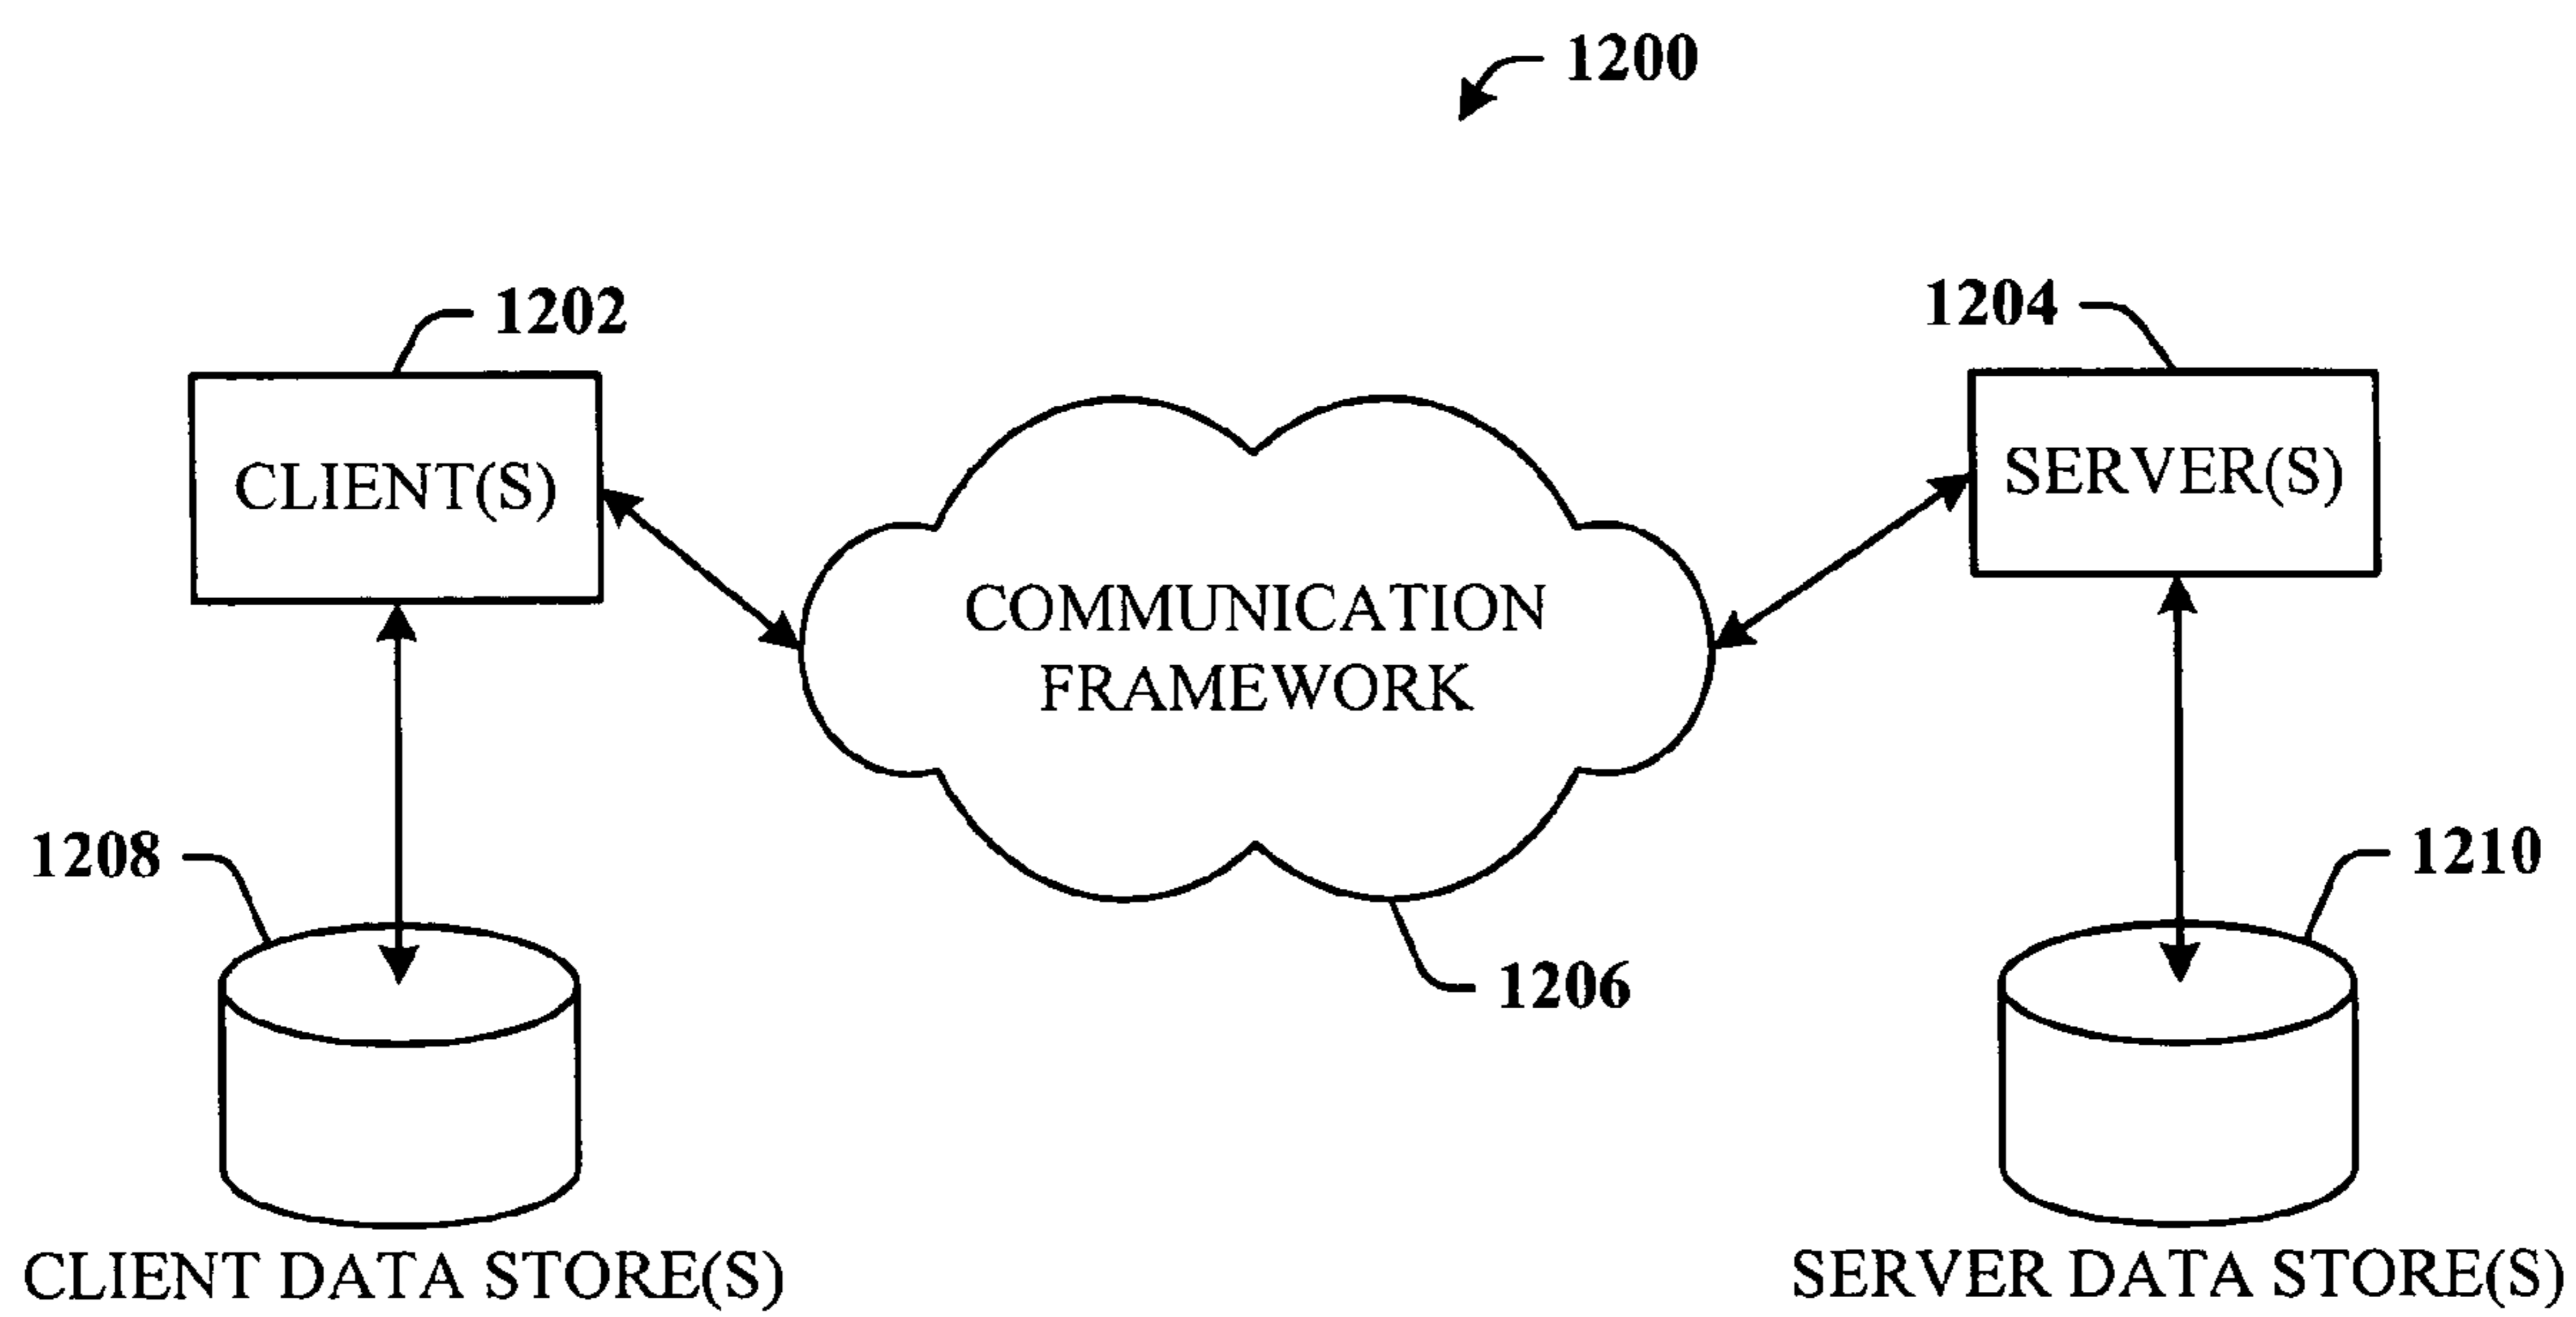 1200
1202
1204
CLIENT(S)
SERVER(S)
COMMUNICATION
FRAMEWORK
1208
1210
1206
CLIENT DATA STORE(S)
SERVER DATA STORE(S)